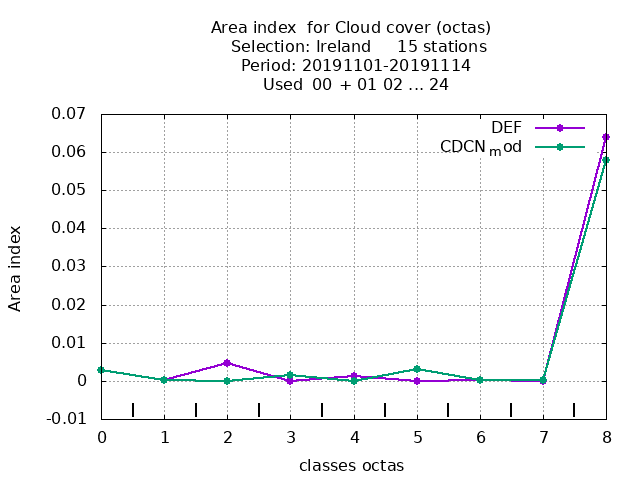 Area index  for Cloud cover (octas)
Selection: Ireland     15 stations
Period: 20191101-20191114
Used  00 + 01 02 ... 24
0.07
DEF
CDCNmod
0.06
0.05
0.04
0.03
0.02
0.01
0
-0.01
Area index
0 1 2 3 4 5 6 7 8
classes octas